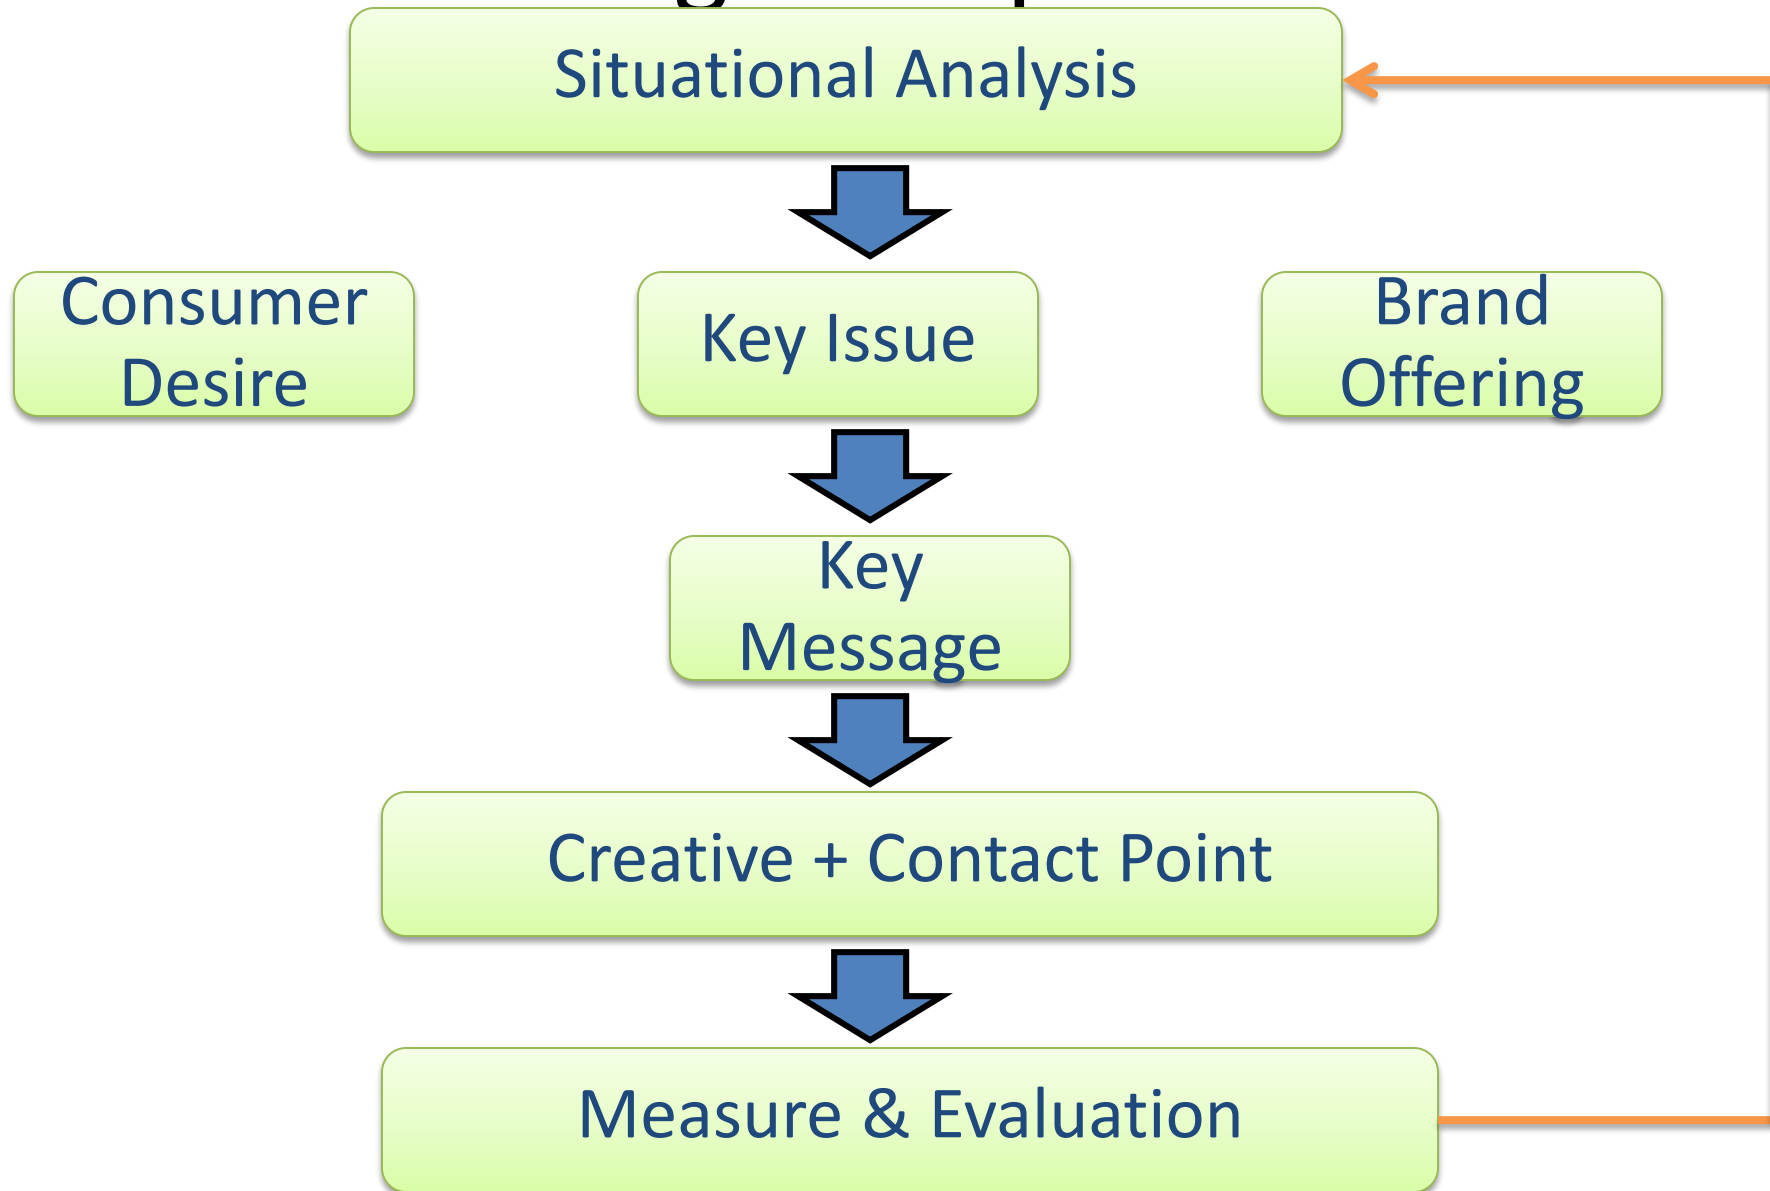 Situational Analysis
Consumer
Desire
Key Issue
Brand
Offering
Key
Message
Creative + Contact Point
Measure & Evaluation